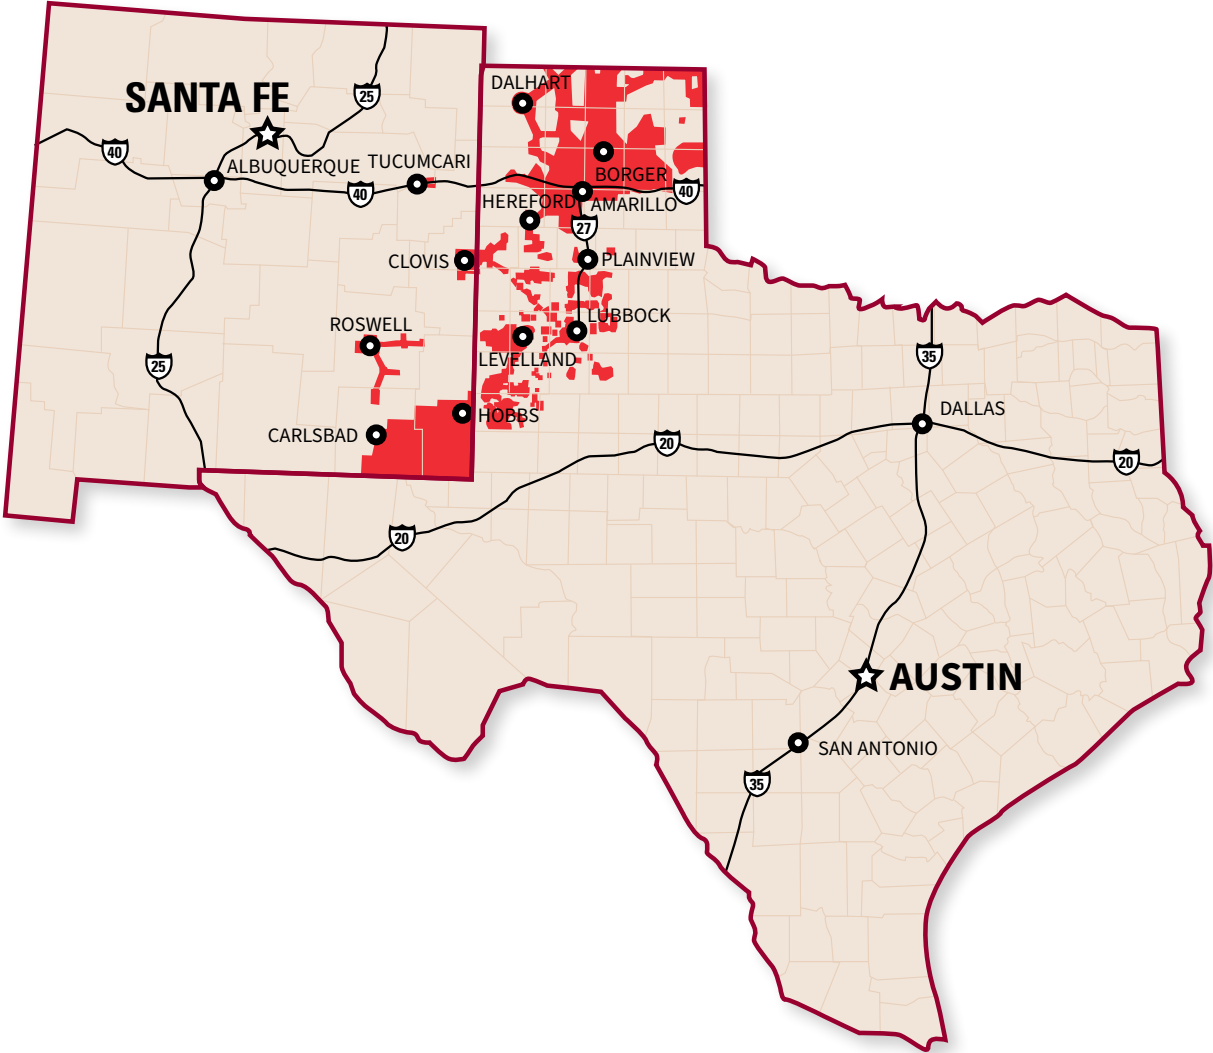 DALHART
SANTA FE
25
40
BORGER
ALBUQUERQUE
TUCUMCARI
40
40
HEREFORD
AMARILLO
27
CLOVIS
PLAINVIEW
ROSWELL
LUBBOCK
25
LEVELLAND
35
HOBBS
DALLAS
CARLSBAD
20
20
20
AUSTIN
SAN ANTONIO
35